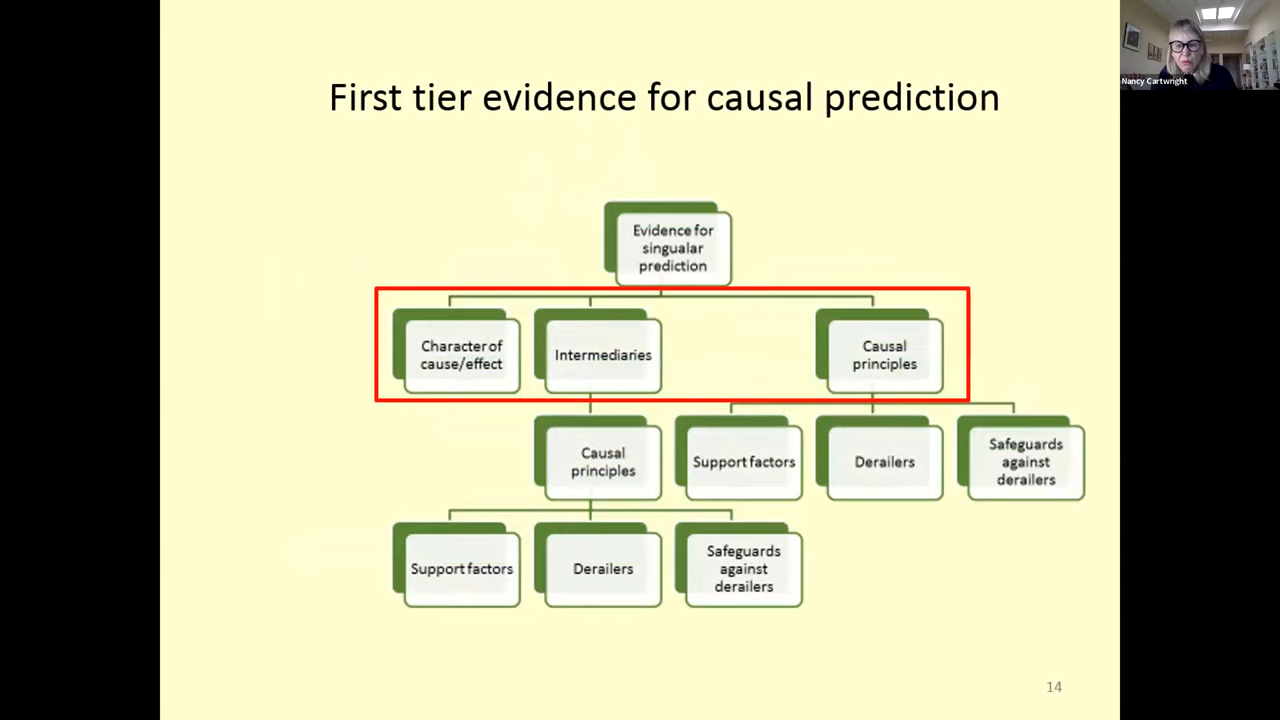 Nancy Cartwright
First tier evidence for causal prediction
Evidence for
singualar
prediction
Character of
cause/effect
Intermediaries
Causal
principles
Causal
principles
Support factors
Derailers
Safeguards
against
derailers
Support factors
Derailers
Safeguards
against
derailers
14